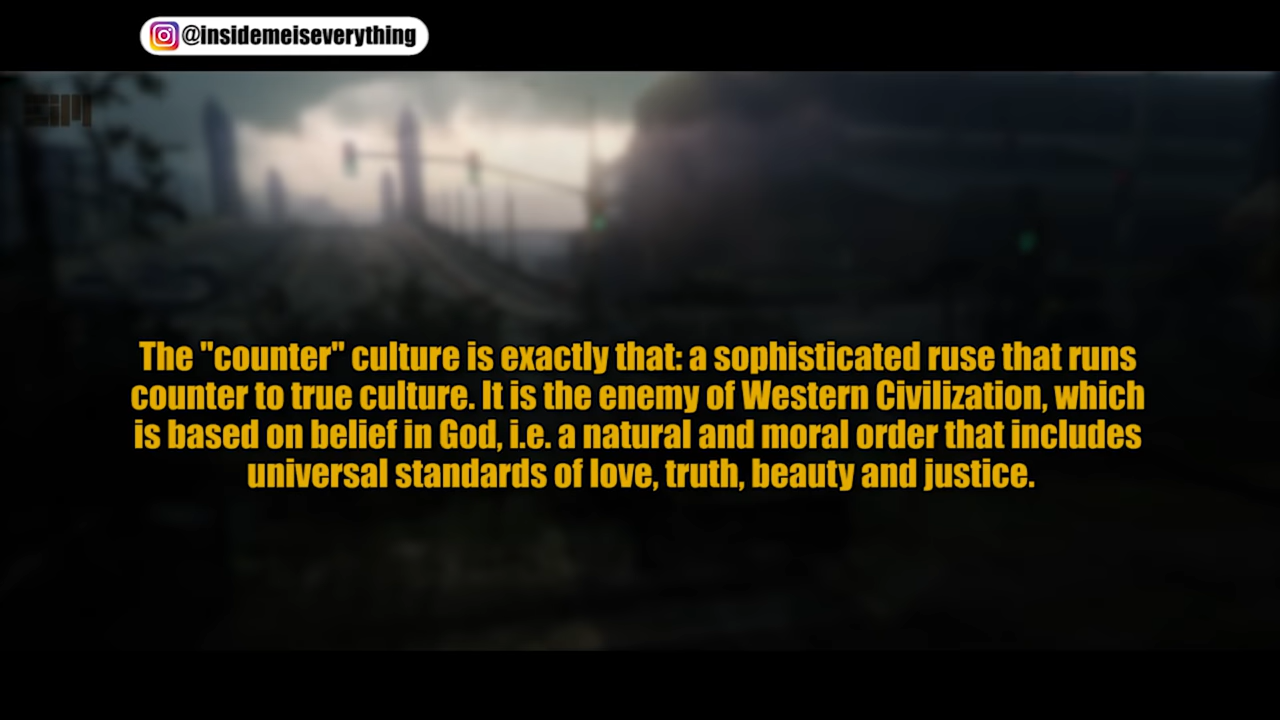 @insidemeiseverything
The "counter" culture is exactly that: a sophisticated ruse that runs
counter to true culture. It is the enemy of Western Civilization, which
is based on belief in God, i.e. a natural and moral order that includes
universal standards of love, truth, beauty and justice.